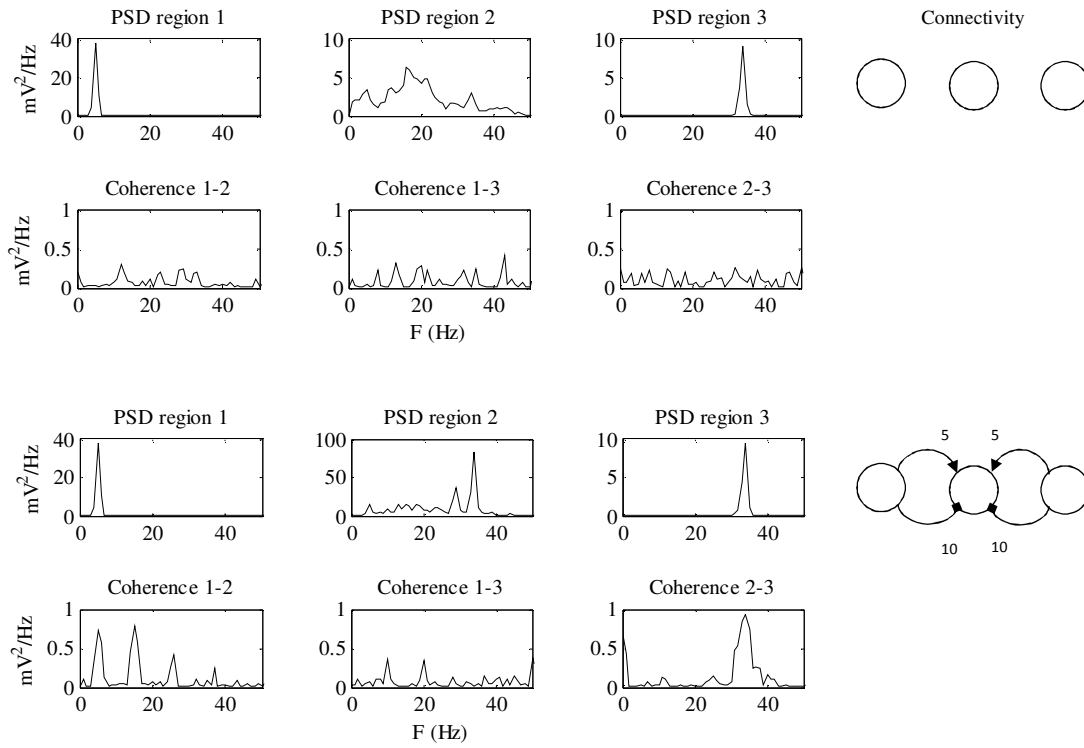 PSD region 1 PSD region 2 PSD region 3 Connectivity
mV²/Hz
40 20 0 0 20 40
10 5 0 0 20 40
10 5 0 0 20 40
Coherence 1-2 Coherence 1-3 Coherence 2-3
mV²/Hz
1 0.5 0 0 20 40
1 0.5 0 0 20 40
1 0.5 0 0 20 40
F (Hz)
PSD region 1 PSD region 2 PSD region 3
mV²/Hz
40 20 0 0 20 40
100 50 0 0 20 40
10 5 0 0 20 40
5 5
10 10
Coherence 1-2 Coherence 1-3 Coherence 2-3
mV²/Hz
1 0.5 0 0 20 40
1 0.5 0 0 20 40
1 0.5 0 0 20 40
F (Hz)